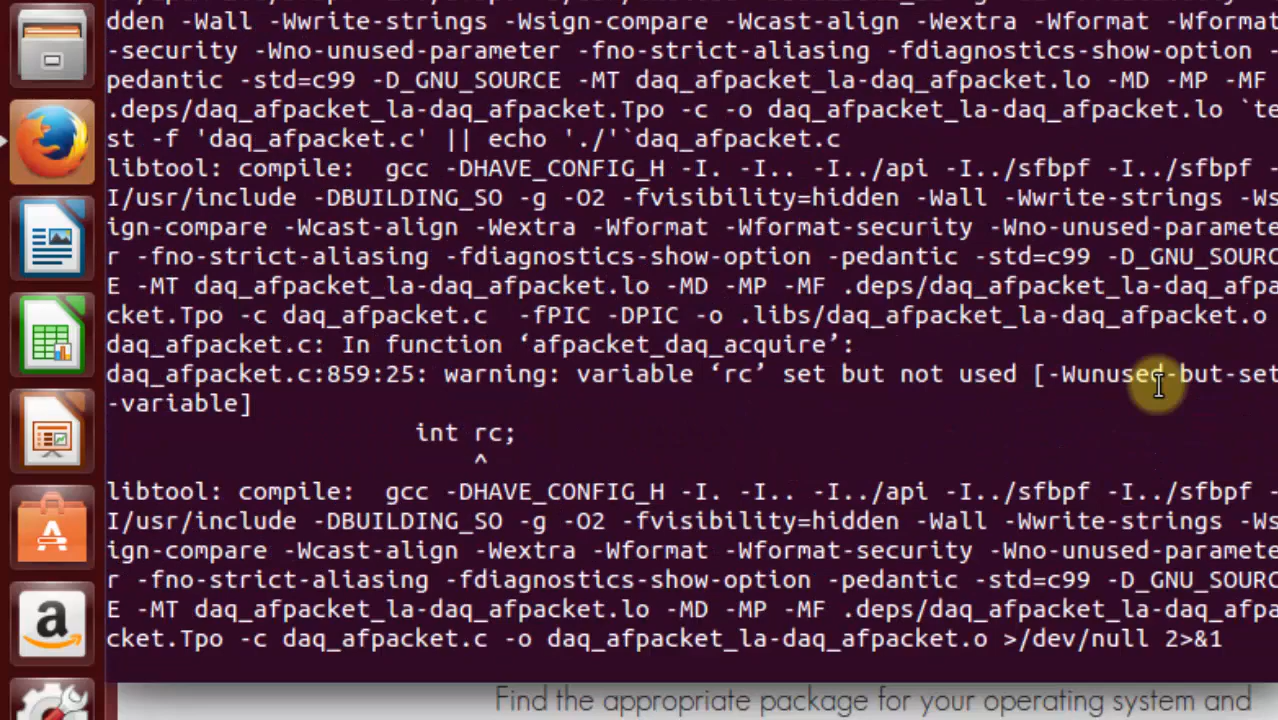 dden -Wall -Wwrite-strings -Wsign-compare -Wcast-align -Wextra -Wformat -Wformat
-security -Wno-unused-parameter -fno-strict-aliasing -fdiagnostics-show-option -
pedantic -std=c99 -D_GNU_SOURCE -MT daq_afpacket_la-daq_afpacket.lo -MD -MP -MF
.deps/daq_afpacket_la-daq_afpacket.Tpo -c -o daq_afpacket_la-daq_afpacket.lo `te
st -f 'daq_afpacket.c' || echo './'`daq_afpacket.c
libtool: compile:  gcc -DHAVE_CONFIG_H -I. -I.. -I../api -I../sfbpf -I../sfbpf -
I/usr/include -DBUILDING_SO -g -O2 -fvisibility=hidden -Wall -Wwrite-strings -Ws
ign-compare -Wcast-align -Wextra -Wformat -Wformat-security -Wno-unused-paramete
r -fno-strict-aliasing -fdiagnostics-show-option -pedantic -std=c99 -D_GNU_SOURC
E -MT daq_afpacket_la-daq_afpacket.lo -MD -MP -MF .deps/daq_afpacket_la-daq_afpa
cket.Tpo -c daq_afpacket.c  -fPIC -DPIC -o .libs/daq_afpacket_la-daq_afpacket.o
daq_afpacket.c: In function ‘afpacket_daq_acquire’:
daq_afpacket.c:859:25: warning: variable ‘rc’ set but not used [-Wunused-but-set
-variable]
int rc;
^
libtool: compile:  gcc -DHAVE_CONFIG_H -I. -I.. -I../api -I../sfbpf -I../sfbpf -
I/usr/include -DBUILDING_SO -g -O2 -fvisibility=hidden -Wall -Wwrite-strings -Ws
ign-compare -Wcast-align -Wextra -Wformat -Wformat-security -Wno-unused-paramete
r -fno-strict-aliasing -fdiagnostics-show-option -pedantic -std=c99 -D_GNU_SOURC
E -MT daq_afpacket_la-daq_afpacket.lo -MD -MP -MF .deps/daq_afpacket_la-daq_afpa
cket.Tpo -c daq_afpacket.c -o daq_afpacket_la-daq_afpacket.o >/dev/null 2>&1
Find the appropriate package for your operating system and